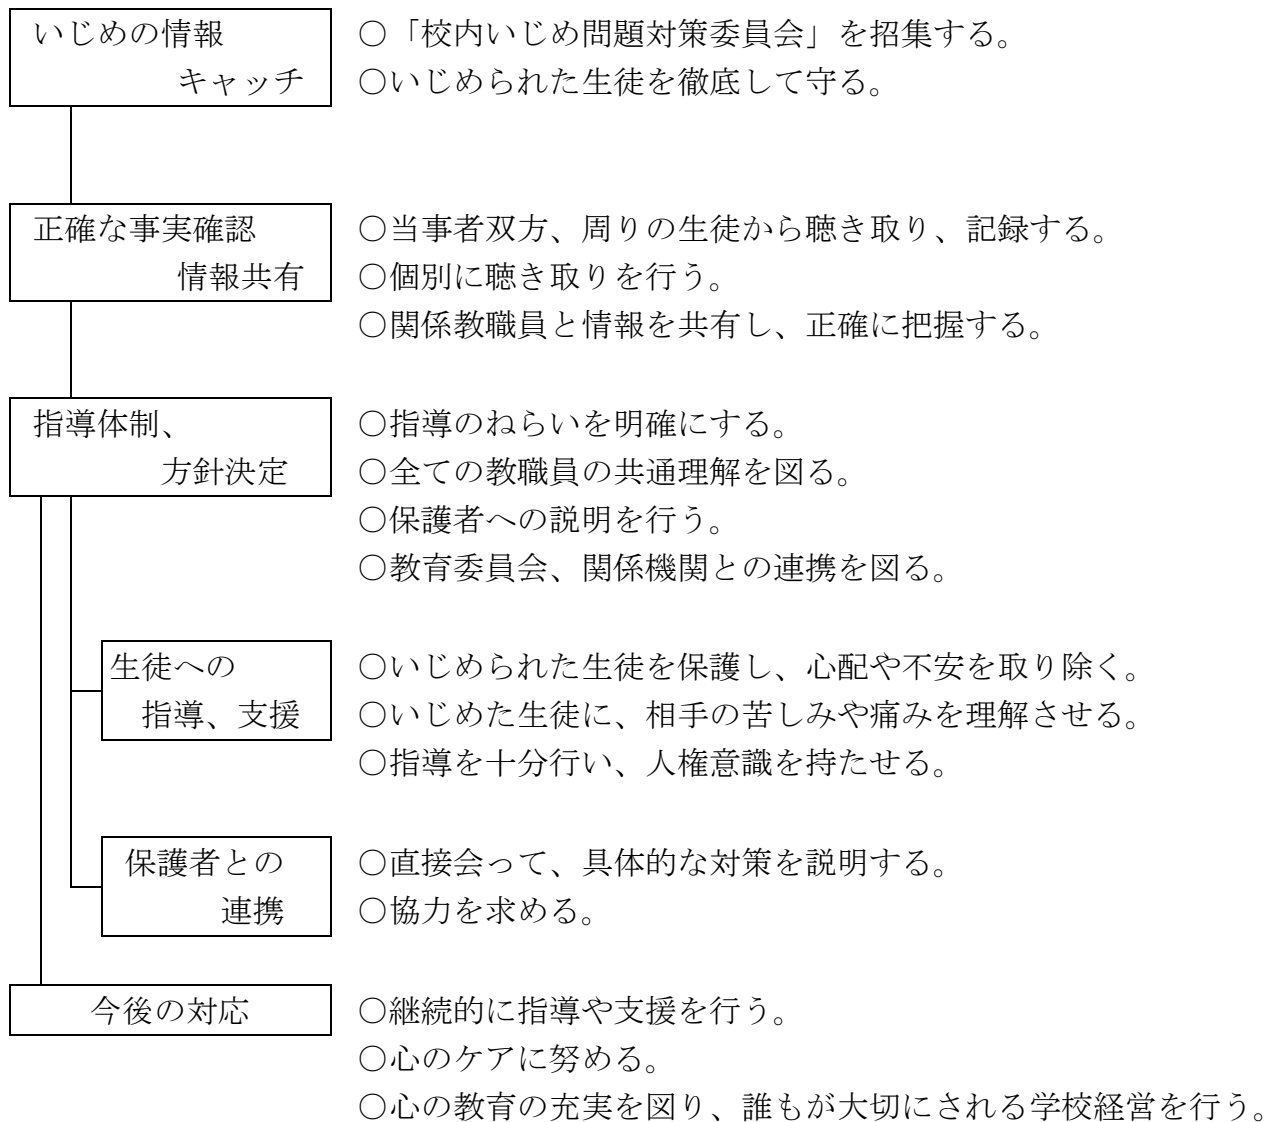 いじめの情報
キャッチ
○「校内いじめ問題対策委員会」を招集する。
○いじめられた生徒を徹底して守る。
正確な事実確認
情報共有
○当事者双方、周りの生徒から聴き取り、記録する。
○個別に聴き取りを行う。
○関係教職員と情報を共有し、正確に把握する。
指導体制、
方針決定
○指導のねらいを明確にする。
○全ての教職員の共通理解を図る。
○保護者への説明を行う。
○教育委員会、関係機関との連携を図る。
生徒への
指導、支援
○いじめられた生徒を保護し、心配や不安を取り除く。
○いじめた生徒に、相手の苦しみや痛みを理解させる。
○指導を十分行い、人権意識を持たせる。
保護者との
連携
○直接会って、具体的な対策を説明する。
○協力を求める。
今後の対応
○継続的に指導や支援を行う。
○心のケアに努める。
○心の教育の充実を図り、誰もが大切にされる学校経営を行う。